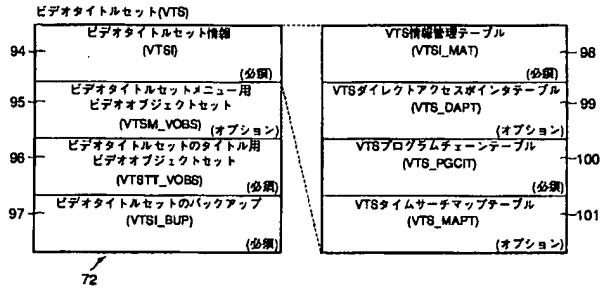 ビデオタイトルセット(VTS)
94
ビデオタイトルセット情報
(VTSI)
(必須)
95
ビデオタイトルセットメニュー用
ビデオオブジェクトセット
(VTSM_VOBS)
(オプション)
96
ビデオタイトルセットのタイトル用
ビデオオブジェクトセット
(VTSTT_VOBS)
(必須)
97
ビデオタイトルセットのバックアップ
(VTSI_BUP)
(必須)
72
VTS情報管理テーブル
(VTSI_MAT)
(必須)
98
VTSダイレクトアクセスポインタテーブル
(VTS_DAPT)
(オプション)
99
VTSプログラムチェーンテーブル
(VTS_PGCIT)
(必須)
100
VTSタイムサーチマップテーブル
(VTS_MAPT)
(オプション)
101